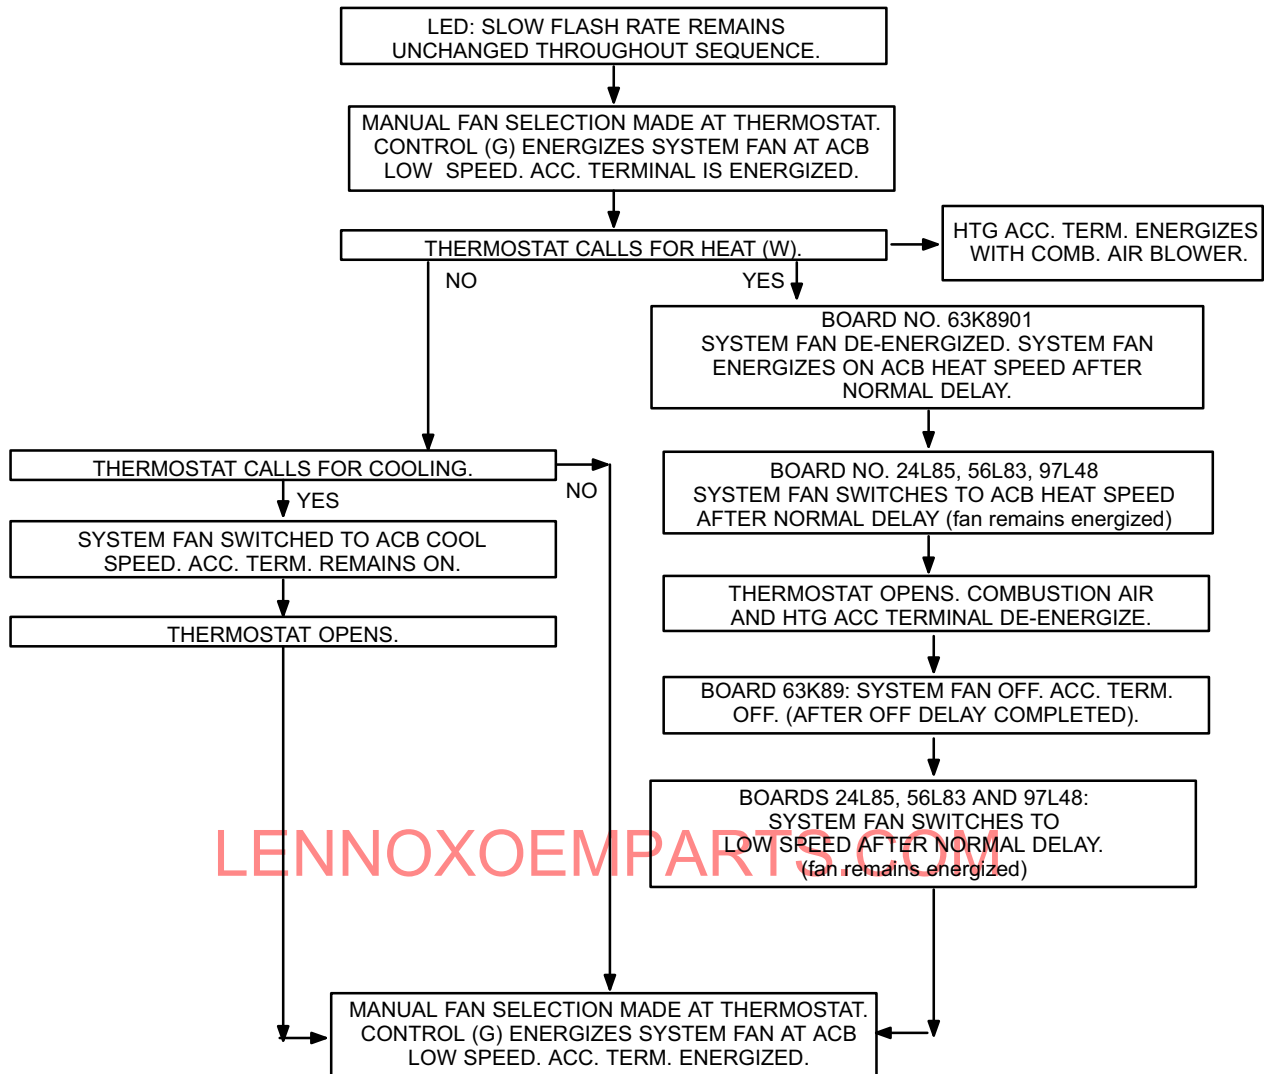 LED: SLOW FLASH RATE REMAINS
UNCHANGED THROUGHOUT SEQUENCE.
MANUAL FAN SELECTION MADE AT THERMOSTAT.
CONTROL (G) ENERGIZES SYSTEM FAN AT ACB
LOW SPEED. ACC. TERMINAL IS ENERGIZED.
THERMOSTAT CALLS FOR HEAT (W).
HTG ACC. TERM. ENERGIZES
WITH COMB. AIR BLOWER.
NO
YES
BOARD NO. 63K8901
SYSTEM FAN DE-ENERGIZED. SYSTEM FAN
ENERGIZES ON ACB HEAT SPEED AFTER
NORMAL DELAY.
THERMOSTAT CALLS FOR COOLING.
NO
YES
BOARD NO. 24L85, 56L83, 97L48
SYSTEM FAN SWITCHES TO ACB HEAT SPEED
AFTER NORMAL DELAY (fan remains energized)
SYSTEM FAN SWITCHED TO ACB COOL
SPEED. ACC. TERM. REMAINS ON.
THERMOSTAT OPENS. COMBUSTION AIR
AND HTG ACC TERMINAL DE-ENERGIZE.
THERMOSTAT OPENS.
BOARD 63K89: SYSTEM FAN OFF. ACC. TERM.
OFF. (AFTER OFF DELAY COMPLETED).
BOARDS 24L85, 56L83 AND 97L48:
SYSTEM FAN SWITCHES TO
LOW SPEED AFTER NORMAL DELAY.
(fan remains energized)
LENNOXOEMPARTS.COM
MANUAL FAN SELECTION MADE AT THERMOSTAT.
CONTROL (G) ENERGIZES SYSTEM FAN AT ACB
LOW SPEED. ACC. TERM. ENERGIZED.